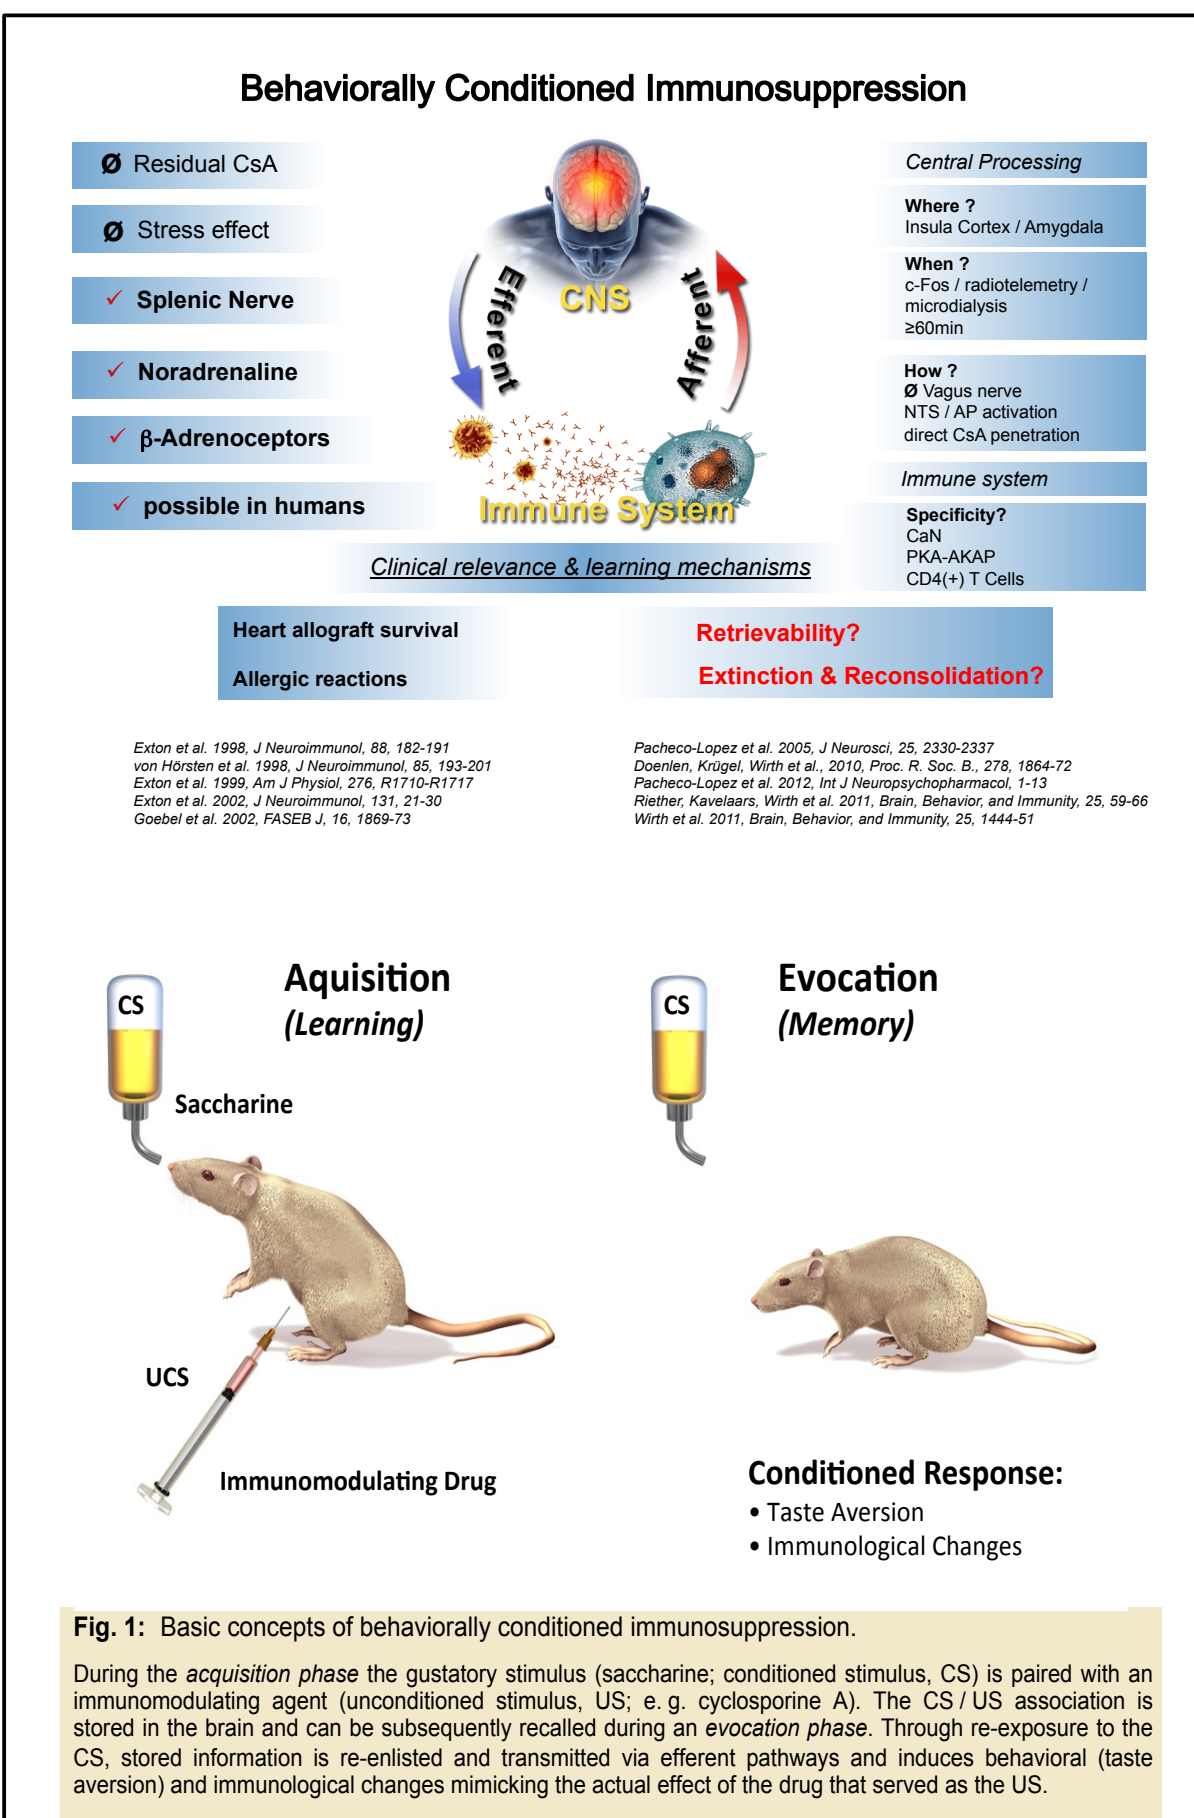 Behaviorally Conditioned Immunosuppression
Ø Residual CsA
Ø Stress effect
✓ Splenic Nerve
✓ Noradrenaline
✓ β-Adrenoceptors
✓ possible in humans
Efferent
CNS
Afferent
Immune System
Central Processing
Where ?
Insula Cortex / Amygdala
When ?
c-Fos / radiotelemetry /
microdialysis
≥60min
How ?
Ø Vagus nerve
NTS / AP activation
direct CsA penetration
Immune system
Specificity?
CaN
PKA-AKAP
CD4(+) T Cells
Clinical relevance & learning mechanisms
Heart allograft survival
Allergic reactions
Retrievability?
Extinction & Reconsolidation?
Exton et al. 1998, J Neuroimmunol, 88, 182-191
von Hörsten et al. 1998, J Neuroimmunol, 85, 193-201
Exton et al. 1999, Am J Physiol, 276, R1710-R1717
Exton et al. 2002, J Neuroimmunol, 131, 21-30
Goebel et al. 2002, FASEB J, 16, 1869-73
Pacheco-Lopez et al. 2005, J Neurosci, 25, 2330-2337
Doenlen, Krügel, Wirth et al., 2010, Proc. R. Soc. B., 278, 1864-72
Pacheco-Lopez et al. 2012, Int J Neuropsychopharmacol, 1-13
Riether, Kavelaars, Wirth et al. 2011, Brain, Behavior, and Immunity, 25, 59-66
Wirth et al. 2011, Brain, Behavior, and Immunity, 25, 1444-51
Aquisition
(Learning)
CS
Saccharine
UCS
Immunomodulating Drug
Evocation
(Memory)
CS
Conditioned Response:
• Taste Aversion
• Immunological Changes
Fig. 1: Basic concepts of behaviorally conditioned immunosuppression.
During the acquisition phase the gustatory stimulus (saccharine; conditioned stimulus, CS) is paired with an
immunomodulating agent (unconditioned stimulus, US; e. g. cyclosporine A). The CS / US association is
stored in the brain and can be subsequently recalled during an evocation phase. Through re-exposure to the
CS, stored information is re-enlisted and transmitted via efferent pathways and induces behavioral (taste
aversion) and immunological changes mimicking the actual effect of the drug that served as the US.